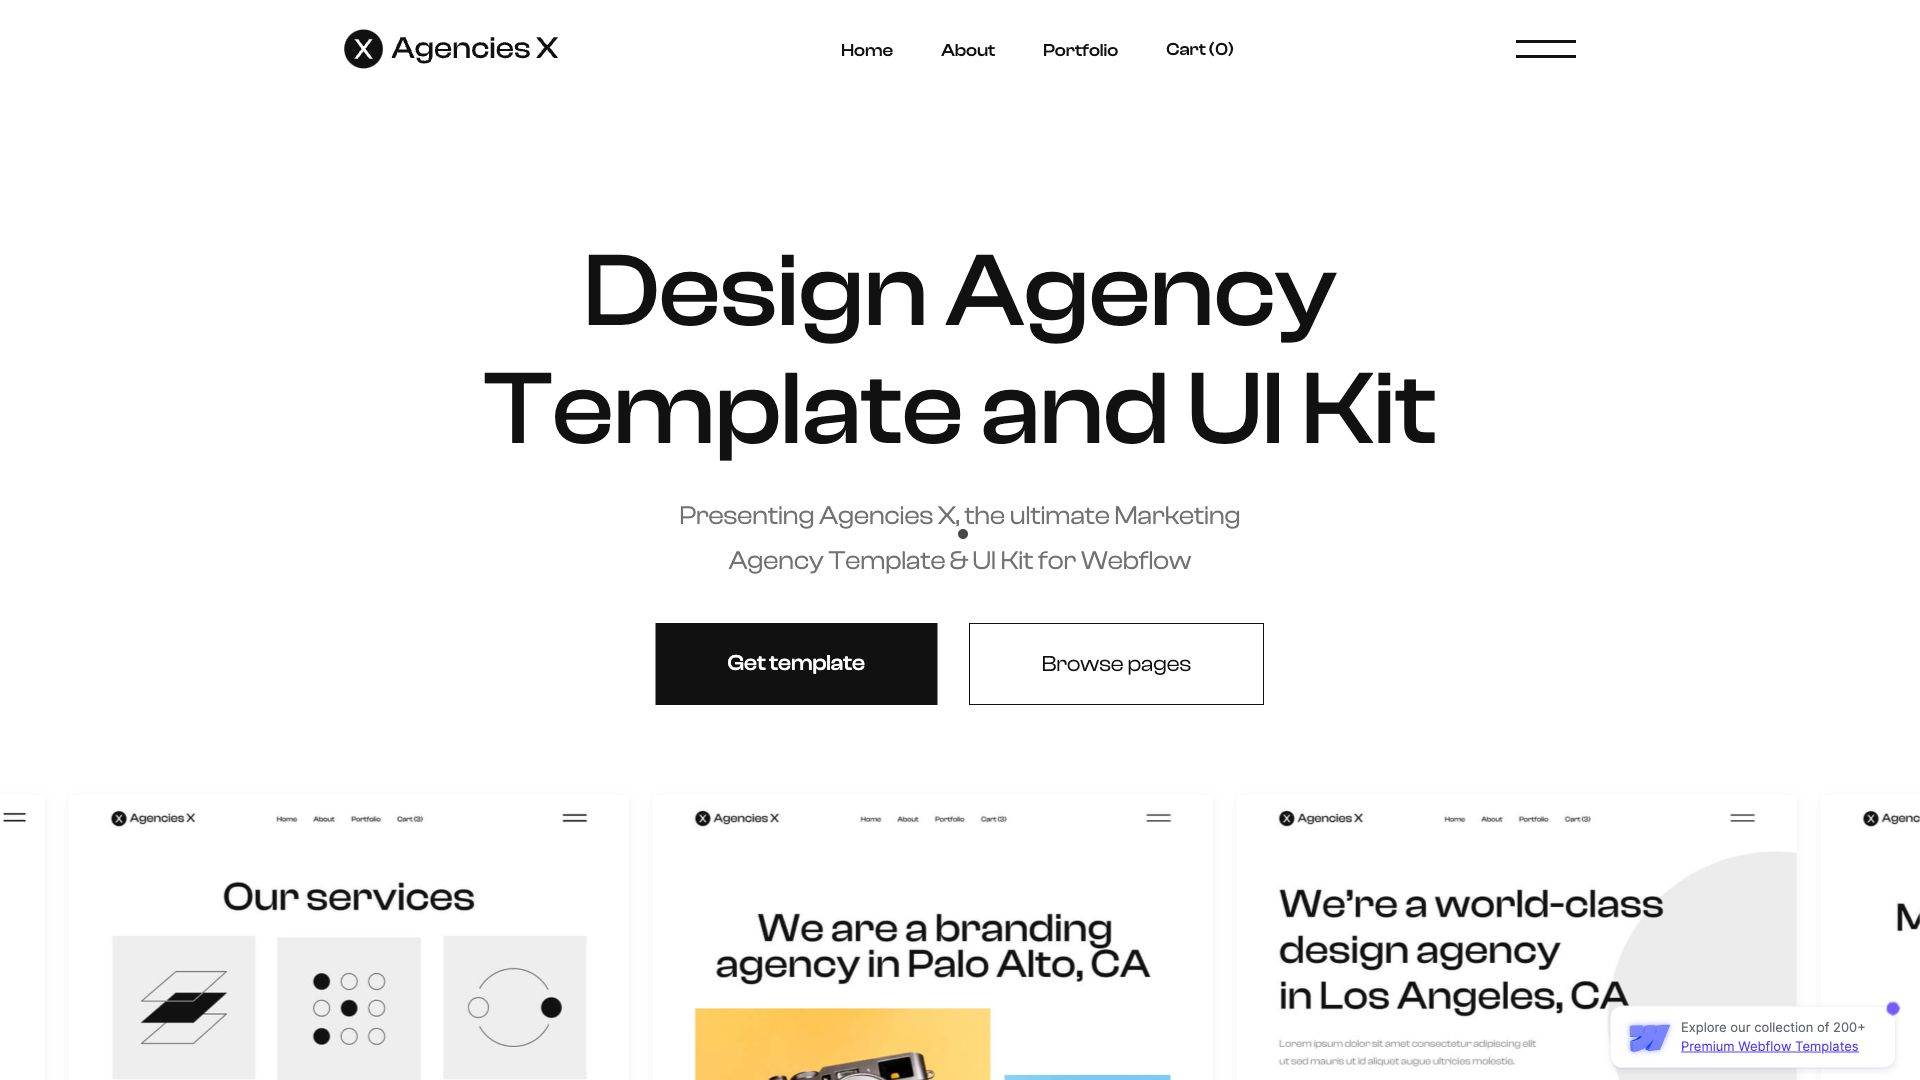 X Agencies X
Home About Portfolio Cart (0)
Design Agency
Template and UI Kit
Presenting Agencies X, the ultimate Marketing
Agency Template & UI Kit for Webflow
Get template
Browse pages
X Agencies X
Home About Portfolio Cart (3)
Our services
X Agencies X
Home About Portfolio Cart (3)
We are a branding
agency in Palo Alto, CA
X Agencies X
Home About Portfolio Cart (3)
We're a world-class
design agency
in Los Angeles, CA
Lorem ipsum dolor sit amet consectetur adipiscing elit
ut sed mauris ut id aliquet augue ultricies molestie.
X Agenc
M
Explore our collection of 200+
Premium Webflow Templates